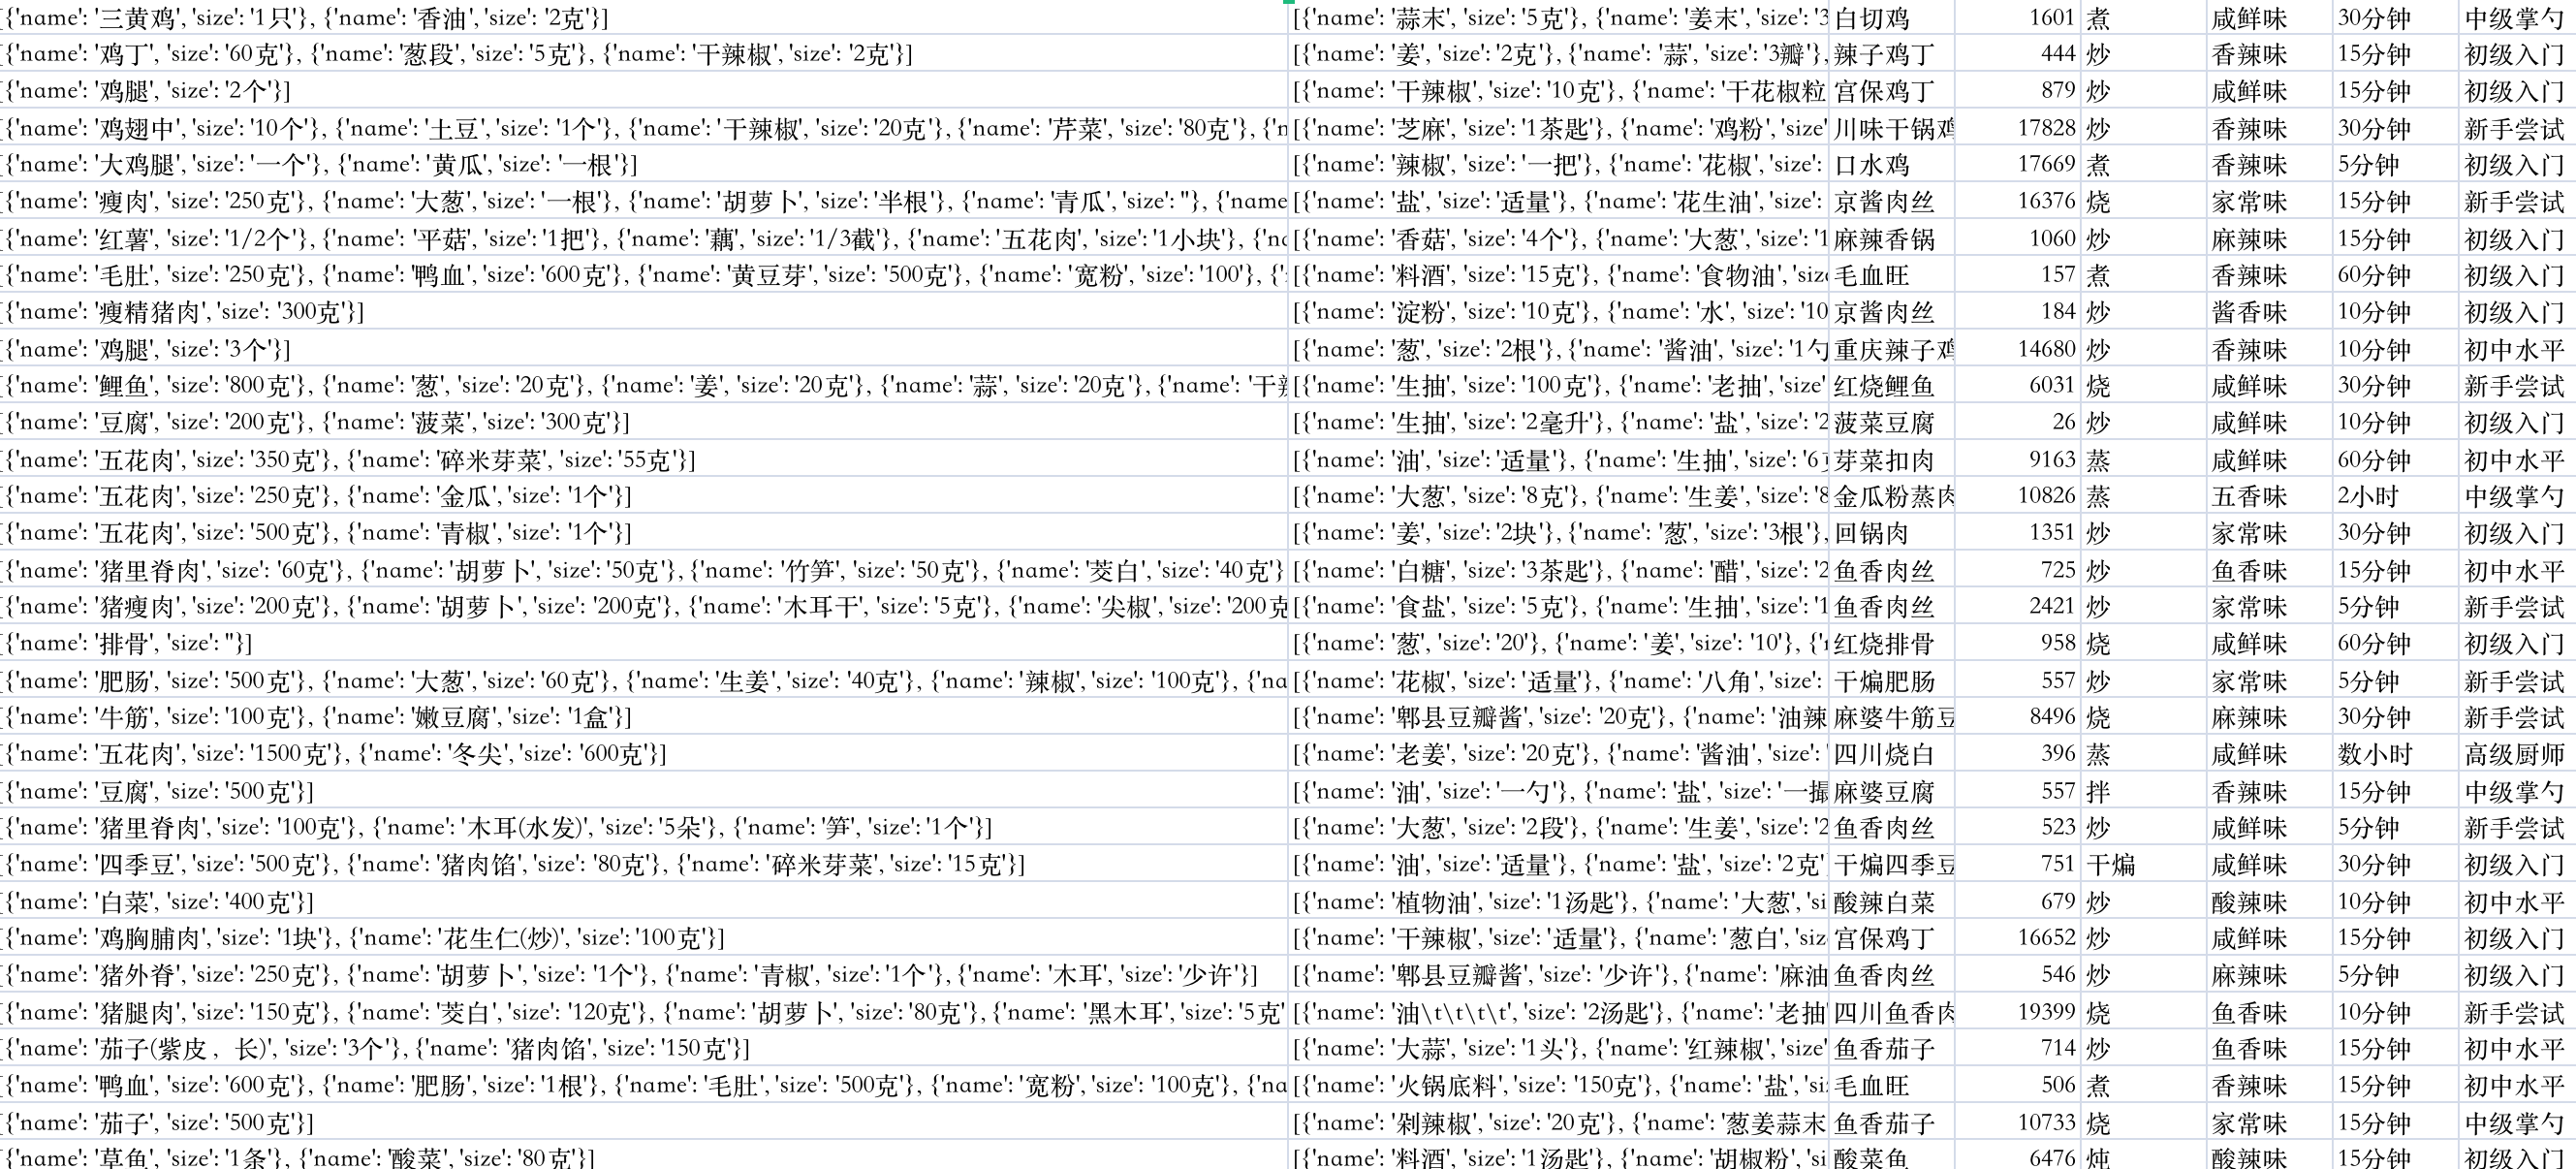 [{'name': '三黄鸡', 'size': '1只'}, {'name': '香油', 'size': '2克'}] [{'name': '蒜末', 'size': '5克'}, {'name': '姜末', 'size': '3 白切鸡 1601 煮 咸鲜味 30分钟 中级掌勺
[{'name': '鸡丁', 'size': '60克'}, {'name': '葱段', 'size': '5克'}, {'name': '干辣椒', 'size': '2克'}] [{'name': '姜', 'size': '2克'}, {'name': '蒜', 'size': '3瓣'}, 辣子鸡丁 444 炒 香辣味 15分钟 初级入门
[{'name': '鸡腿', 'size': '2个'}] [{'name': '干辣椒', 'size': '10克'}, {'name': '干花椒粒 宫保鸡丁 879 炒 咸鲜味 15分钟 初级入门
[{'name': '鸡翅中', 'size': '10个'}, {'name': '土豆', 'size': '1个'}, {'name': '干辣椒', 'size': '20克'}, {'name': '芹菜', 'size': '80克'}, {'n [{'name': '芝麻', 'size': '1茶匙'}, {'name': '鸡粉', 'size' 川味干锅鸡 17828 炒 香辣味 30分钟 新手尝试
[{'name': '大鸡腿', 'size': '一个'}, {'name': '黄瓜', 'size': '一根'}] [{'name': '辣椒', 'size': '一把'}, {'name': '花椒', 'size': 口水鸡 17669 煮 香辣味 5分钟 初级入门
[{'name': '瘦肉', 'size': '250克'}, {'name': '大葱', 'size': '一根'}, {'name': '胡萝卜', 'size': '半根'}, {'name': '青瓜', 'size': ''}, {'name [{'name': '盐', 'size': '适量'}, {'name': '花生油', 'size': 京酱肉丝 16376 烧 家常味 15分钟 新手尝试
[{'name': '红薯', 'size': '1/2个'}, {'name': '平菇', 'size': '1把'}, {'name': '藕', 'size': '1/3截'}, {'name': '五花肉', 'size': '1小块'}, {'n [{'name': '香菇', 'size': '4个'}, {'name': '大葱', 'size': '1 麻辣香锅 1060 炒 麻辣味 15分钟 初级入门
[{'name': '毛肚', 'size': '250克'}, {'name': '鸭血', 'size': '600克'}, {'name': '黄豆芽', 'size': '500克'}, {'name': '宽粉', 'size': '100'}, {' [{'name': '料酒', 'size': '15克'}, {'name': '食物油', 'siz 毛血旺 157 煮 香辣味 60分钟 初级入门
[{'name': '瘦精猪肉', 'size': '300克'}] [{'name': '淀粉', 'size': '10克'}, {'name': '水', 'size': '10 京酱肉丝 184 炒 酱香味 10分钟 初级入门
[{'name': '鸡腿', 'size': '3个'}] [{'name': '葱', 'size': '2根'}, {'name': '酱油', 'size': '1勺 重庆辣子鸡 14680 炒 香辣味 10分钟 初中水平
[{'name': '鲤鱼', 'size': '800克'}, {'name': '葱', 'size': '20克'}, {'name': '姜', 'size': '20克'}, {'name': '蒜', 'size': '20克'}, {'name': '干辣 [{'name': '生抽', 'size': '100克'}, {'name': '老抽', 'size' 红烧鲤鱼 6031 烧 咸鲜味 30分钟 新手尝试
[{'name': '豆腐', 'size': '200克'}, {'name': '菠菜', 'size': '300克'}] [{'name': '生抽', 'size': '2毫升'}, {'name': '盐', 'size': '2 菠菜豆腐 26 炒 咸鲜味 10分钟 初级入门
[{'name': '五花肉', 'size': '350克'}, {'name': '碎米芽菜', 'size': '55克'}] [{'name': '油', 'size': '适量'}, {'name': '生抽', 'size': '6克 芽菜扣肉 9163 蒸 咸鲜味 60分钟 初中水平
[{'name': '五花肉', 'size': '250克'}, {'name': '金瓜', 'size': '1个'}] [{'name': '大葱', 'size': '8克'}, {'name': '生姜', 'size': '8 金瓜粉蒸肉 10826 蒸 五香味 2小时 中级掌勺
[{'name': '五花肉', 'size': '500克'}, {'name': '青椒', 'size': '1个'}] [{'name': '姜', 'size': '2块'}, {'name': '葱', 'size': '3根'}, 回锅肉 1351 炒 家常味 30分钟 初级入门
[{'name': '猪里脊肉', 'size': '60克'}, {'name': '胡萝卜', 'size': '50克'}, {'name': '竹笋', 'size': '50克'}, {'name': '茭白', 'size': '40克'} [{'name': '白糖', 'size': '3茶匙'}, {'name': '醋', 'size': '2 鱼香肉丝 725 炒 鱼香味 15分钟 初中水平
[{'name': '猪瘦肉', 'size': '200克'}, {'name': '胡萝卜', 'size': '200克'}, {'name': '木耳干', 'size': '5克'}, {'name': '尖椒', 'size': '200克 [{'name': '食盐', 'size': '5克'}, {'name': '生抽', 'size': '1 鱼香肉丝 2421 炒 家常味 5分钟 新手尝试
[{'name': '排骨', 'size': ''}] [{'name': '葱', 'size': '20'}, {'name': '姜', 'size': '10'}, {'n 红烧排骨 958 烧 咸鲜味 60分钟 初级入门
[{'name': '肥肠', 'size': '500克'}, {'name': '大葱', 'size': '60克'}, {'name': '生姜', 'size': '40克'}, {'name': '辣椒', 'size': '100克'}, {'na [{'name': '花椒', 'size': '适量'}, {'name': '八角', 'size': 干煸肥肠 557 炒 家常味 5分钟 新手尝试
[{'name': '牛筋', 'size': '100克'}, {'name': '嫩豆腐', 'size': '1盒'}] [{'name': '郫县豆瓣酱', 'size': '20克'}, {'name': '油辣 麻婆牛筋豆 8496 烧 麻辣味 30分钟 新手尝试
[{'name': '五花肉', 'size': '1500克'}, {'name': '冬尖', 'size': '600克'}] [{'name': '老姜', 'size': '20克'}, {'name': '酱油', 'size': ' 四川烧白 396 蒸 咸鲜味 数小时 高级厨师
[{'name': '豆腐', 'size': '500克'}] [{'name': '油', 'size': '一勺'}, {'name': '盐', 'size': '一撮 麻婆豆腐 557 拌 香辣味 15分钟 中级掌勺
[{'name': '猪里脊肉', 'size': '100克'}, {'name': '木耳(水发)', 'size': '5朵'}, {'name': '笋', 'size': '1个'}] [{'name': '大葱', 'size': '2段'}, {'name': '生姜', 'size': '2 鱼香肉丝 523 炒 咸鲜味 5分钟 新手尝试
[{'name': '四季豆', 'size': '500克'}, {'name': '猪肉馅', 'size': '80克'}, {'name': '碎米芽菜', 'size': '15克'}] [{'name': '油', 'size': '适量'}, {'name': '盐', 'size': '2克' 干煸四季豆 751 干煸 咸鲜味 30分钟 初级入门
[{'name': '白菜', 'size': '400克'}] [{'name': '植物油', 'size': '1汤匙'}, {'name': '大葱', 'si 酸辣白菜 679 炒 酸辣味 10分钟 初中水平
[{'name': '鸡胸脯肉', 'size': '1块'}, {'name': '花生仁(炒)', 'size': '100克'}] [{'name': '干辣椒', 'size': '适量'}, {'name': '葱白', 'siz 宫保鸡丁 16652 炒 咸鲜味 15分钟 初级入门
[{'name': '猪外脊', 'size': '250克'}, {'name': '胡萝卜', 'size': '1个'}, {'name': '青椒', 'size': '1个'}, {'name': '木耳', 'size': '少许'}] [{'name': '郫县豆瓣酱', 'size': '少许'}, {'name': '麻油 鱼香肉丝 546 炒 麻辣味 5分钟 初级入门
[{'name': '猪腿肉', 'size': '150克'}, {'name': '茭白', 'size': '120克'}, {'name': '胡萝卜', 'size': '80克'}, {'name': '黑木耳', 'size': '5克' [{'name': '油\t\t\t\t', 'size': '2汤匙'}, {'name': '老抽' 四川鱼香肉 19399 烧 鱼香味 10分钟 新手尝试
[{'name': '茄子(紫皮，长)', 'size': '3个'}, {'name': '猪肉馅', 'size': '150克'}] [{'name': '大蒜', 'size': '1头'}, {'name': '红辣椒', 'size' 鱼香茄子 714 炒 鱼香味 15分钟 初中水平
[{'name': '鸭血', 'size': '600克'}, {'name': '肥肠', 'size': '1根'}, {'name': '毛肚', 'size': '500克'}, {'name': '宽粉', 'size': '100克'}, {'na [{'name': '火锅底料', 'size': '150克'}, {'name': '盐', 'si 毛血旺 506 煮 香辣味 15分钟 初中水平
[{'name': '茄子', 'size': '500克'}] [{'name': '剁辣椒', 'size': '20克'}, {'name': '葱姜蒜末 鱼香茄子 10733 烧 家常味 15分钟 中级掌勺
[{'name': '草鱼', 'size': '1条'}, {'name': '酸菜', 'size': '80克'}] [{'name': '料酒', 'size': '1汤匙'}, {'name': '胡椒粉', 'si 酸菜鱼 6476 炖 酸辣味 15分钟 初级入门